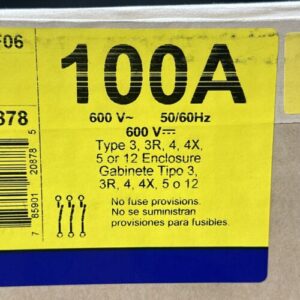 F06
100A
378
600 V~ 50/60Hz
600 V⎓
Type 3, 3R, 4, 4X,
5 or 12 Enclosure
Gabinete Tipo 3,
3R, 4, 4X, 5 o 12
No fuse provisions.
No se suministran
provisiones para fusibles.
7 85901 20878 5